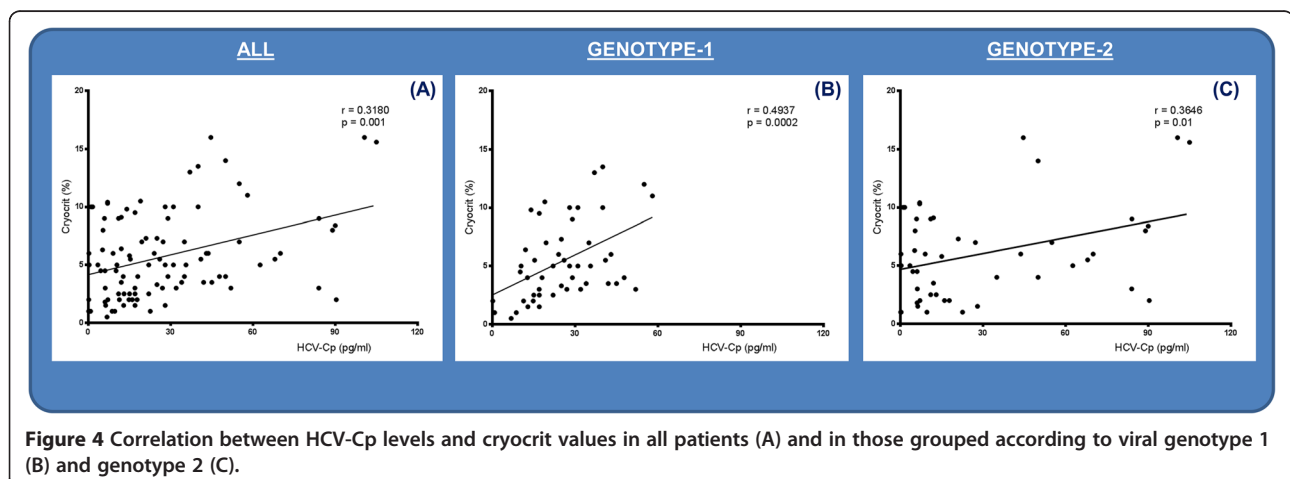 ALL
GENOTYPE-1
GENOTYPE-2
(A)
r = 0.3180
p = 0.001
20
15
10
5
0
Cryocrit (%)
0 30 60 90 120
HCV-Cp (pg/ml)
(B)
r = 0.4937
p = 0.0002
20
15
10
5
0
Cryocrit (%)
0 30 60 90 120
HCV-Cp (pg/ml)
(C)
r = 0.3646
p = 0.01
20
15
10
5
0
Cryocrit (%)
0 30 60 90 120
HCV-Cp (pg/ml)
Figure 4 Correlation between HCV-Cp levels and cryocrit values in all patients (A) and in those grouped according to viral genotype 1
(B) and genotype 2 (C).